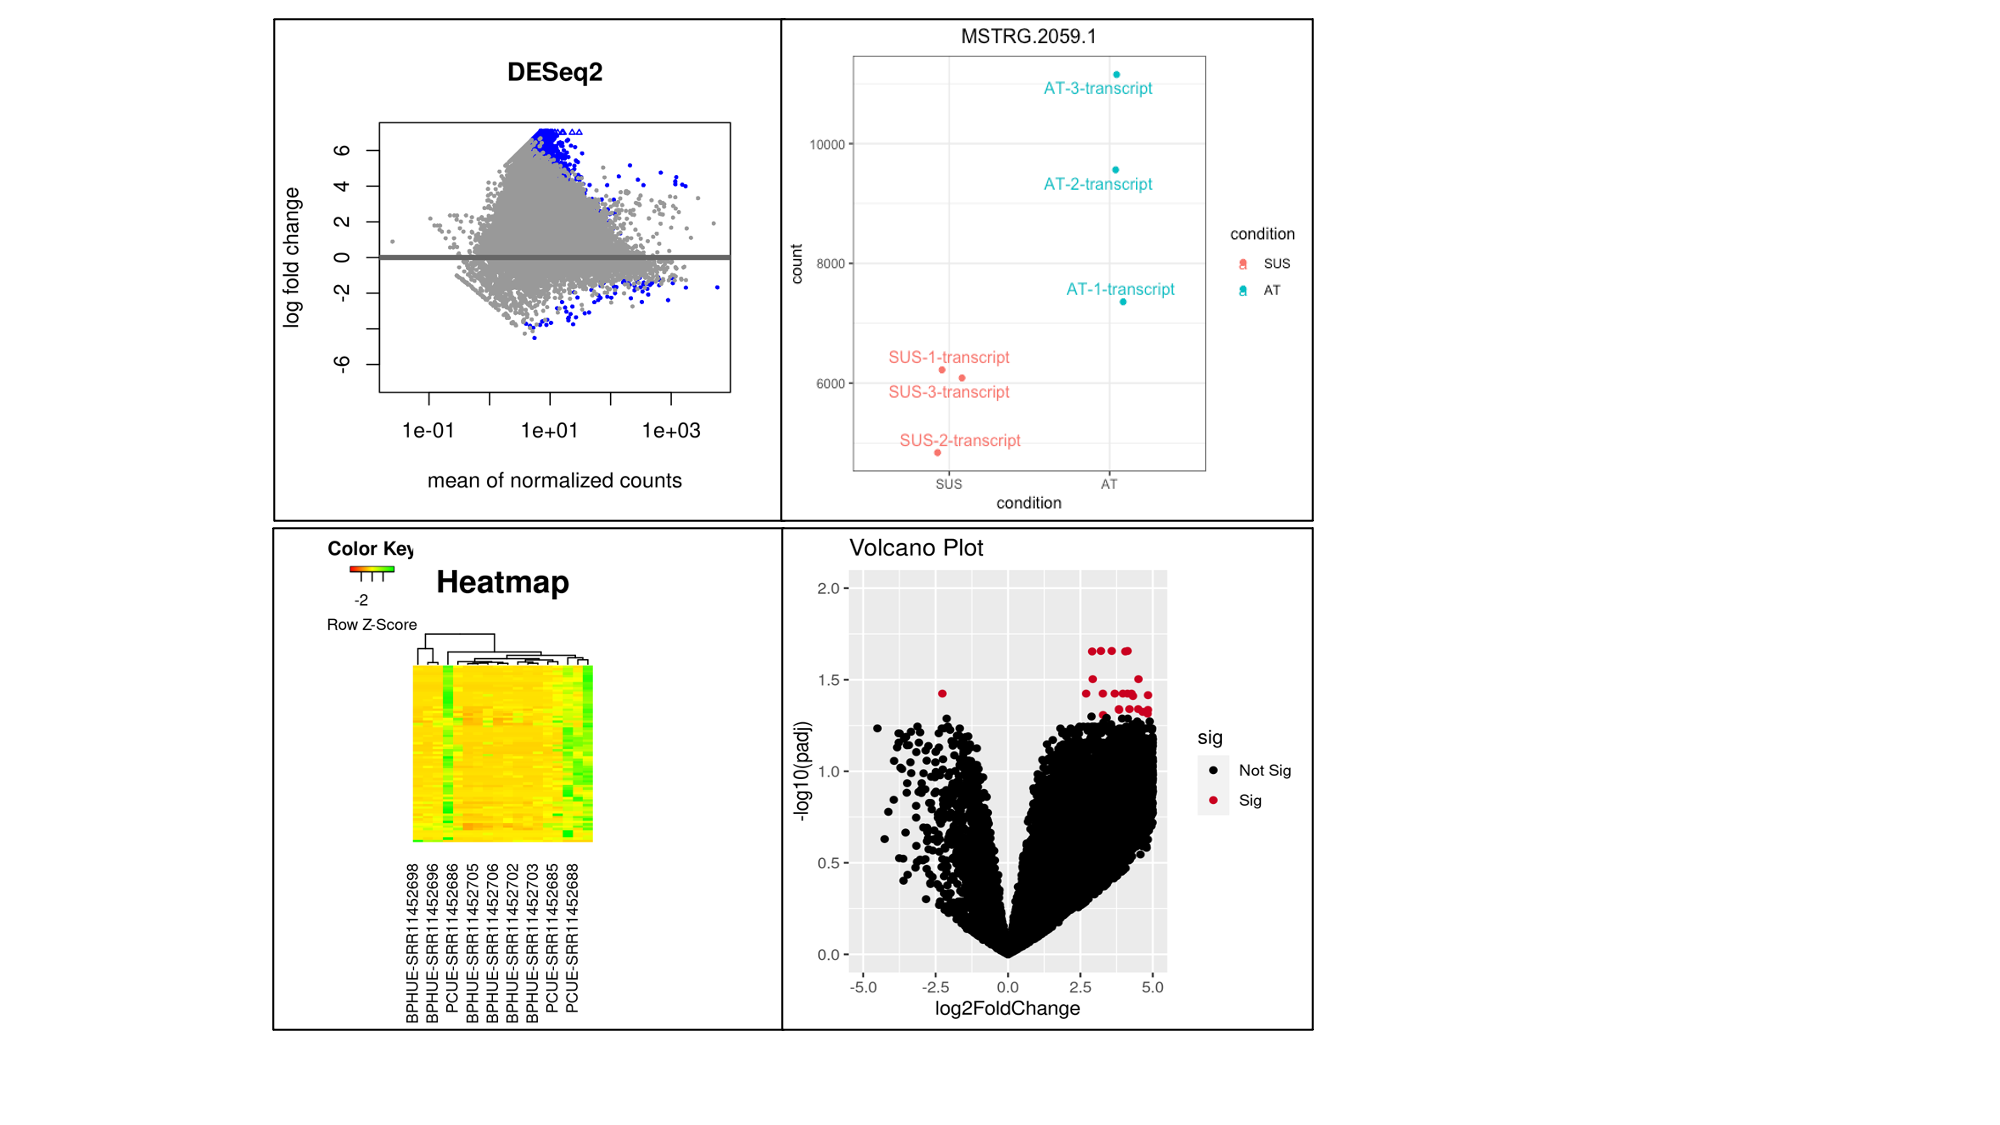 DESeq2
log fold change
6
4
2
0
-2
-6
1e-01
1e+01
1e+03
mean of normalized counts
MSTRG.2059.1
count
10000
8000
6000
AT-3-transcript
AT-2-transcript
AT-1-transcript
SUS-1-transcript
SUS-3-transcript
SUS-2-transcript
SUS
AT
condition
condition
a SUS
a AT
Color Key
-2
Row Z-Score
Heatmap
BPHUE-SRR11452698
BPHUE-SRR11452696
PCUE-SRR11452686
BPHUE-SRR11452705
BPHUE-SRR11452706
BPHUE-SRR11452702
BPHUE-SRR11452703
PCUE-SRR11452685
PCUE-SRR11452688
Volcano Plot
-log10(padj)
2.0
1.5
1.0
0.5
0.0
-5.0
-2.5
0.0
2.5
5.0
log2FoldChange
sig
Not Sig
Sig